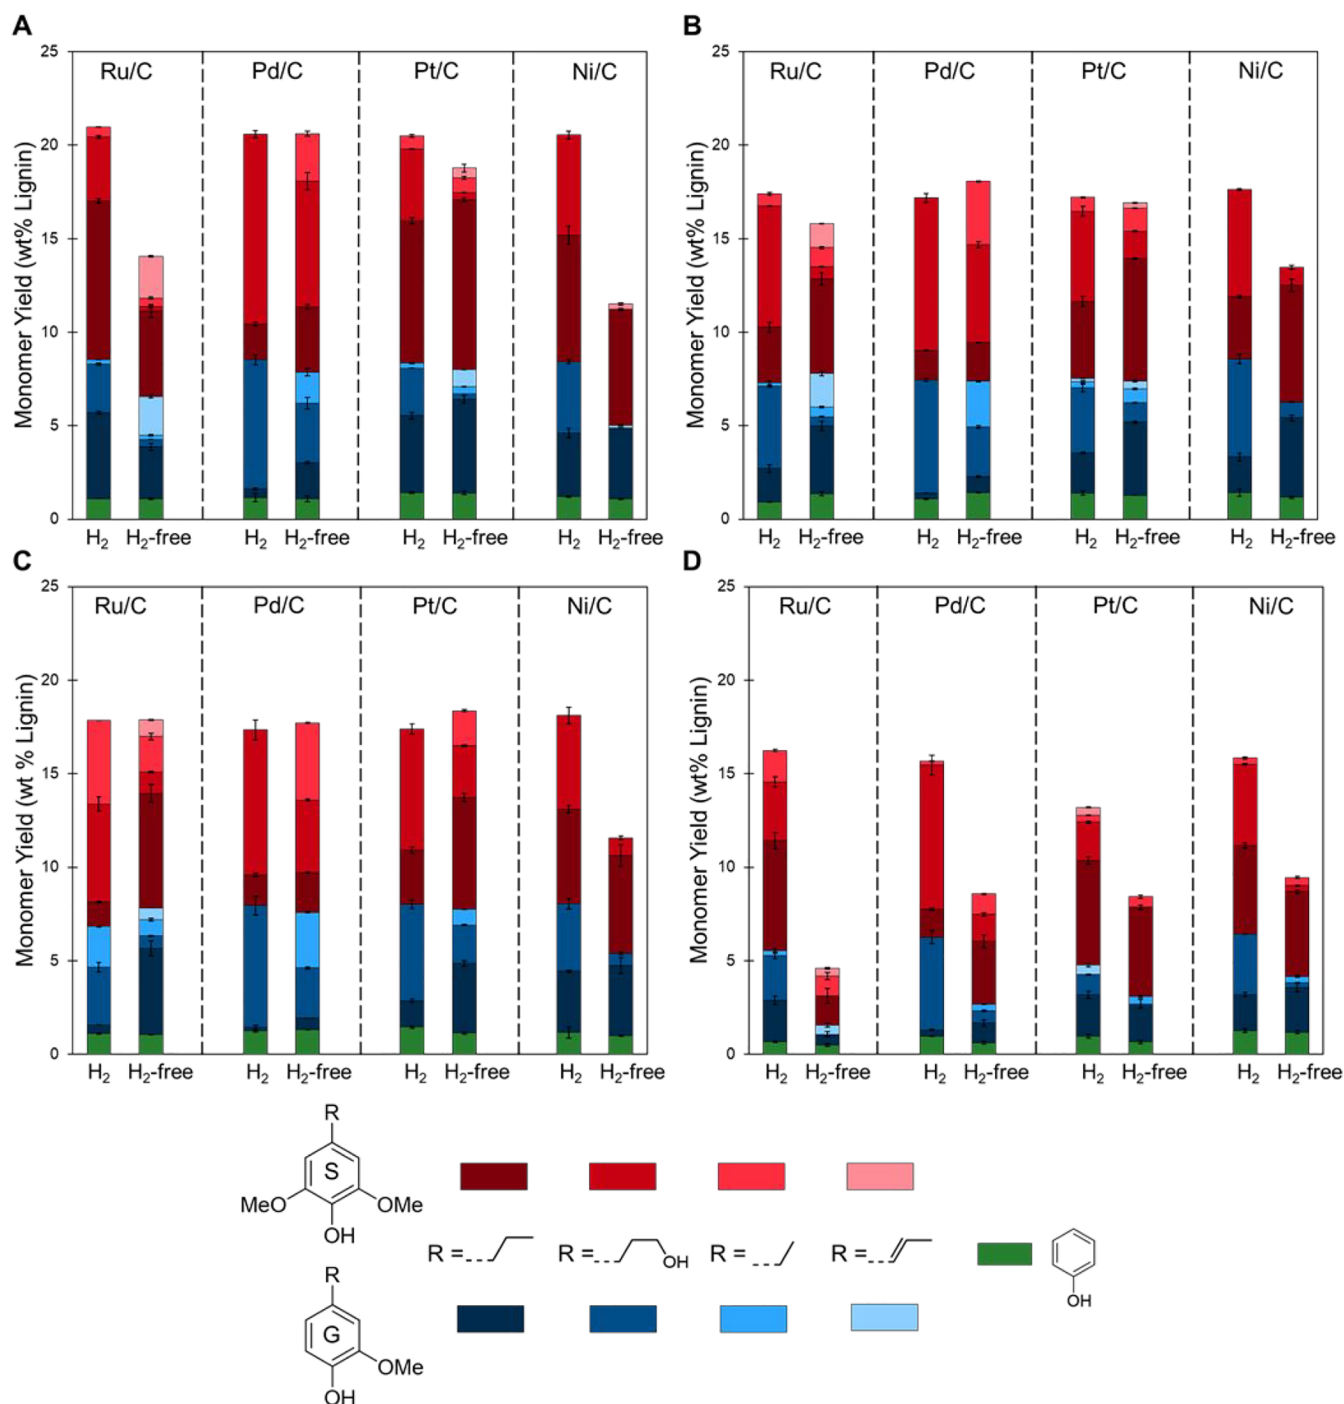 A
Monomer Yield (wt% Lignin)
25
20
15
10
5
0
Ru/C
Pd/C
Pt/C
Ni/C
H₂ H₂-free H₂ H₂-free H₂ H₂-free H₂ H₂-free
B
Monomer Yield (wt% Lignin)
25
20
15
10
5
0
Ru/C
Pd/C
Pt/C
Ni/C
H₂ H₂-free H₂ H₂-free H₂ H₂-free H₂ H₂-free
C
Monomer Yield (wt % Lignin)
25
20
15
10
5
0
Ru/C
Pd/C
Pt/C
Ni/C
H₂ H₂-free H₂ H₂-free H₂ H₂-free H₂ H₂-free
D
Monomer Yield (wt% Lignin)
25
20
15
10
5
0
Ru/C
Pd/C
Pt/C
Ni/C
H₂ H₂-free H₂ H₂-free H₂ H₂-free H₂ H₂-free
R
S
MeO
OMe
OH
R =
R =
OH
R =
R =
OH
R
G
OMe
OH